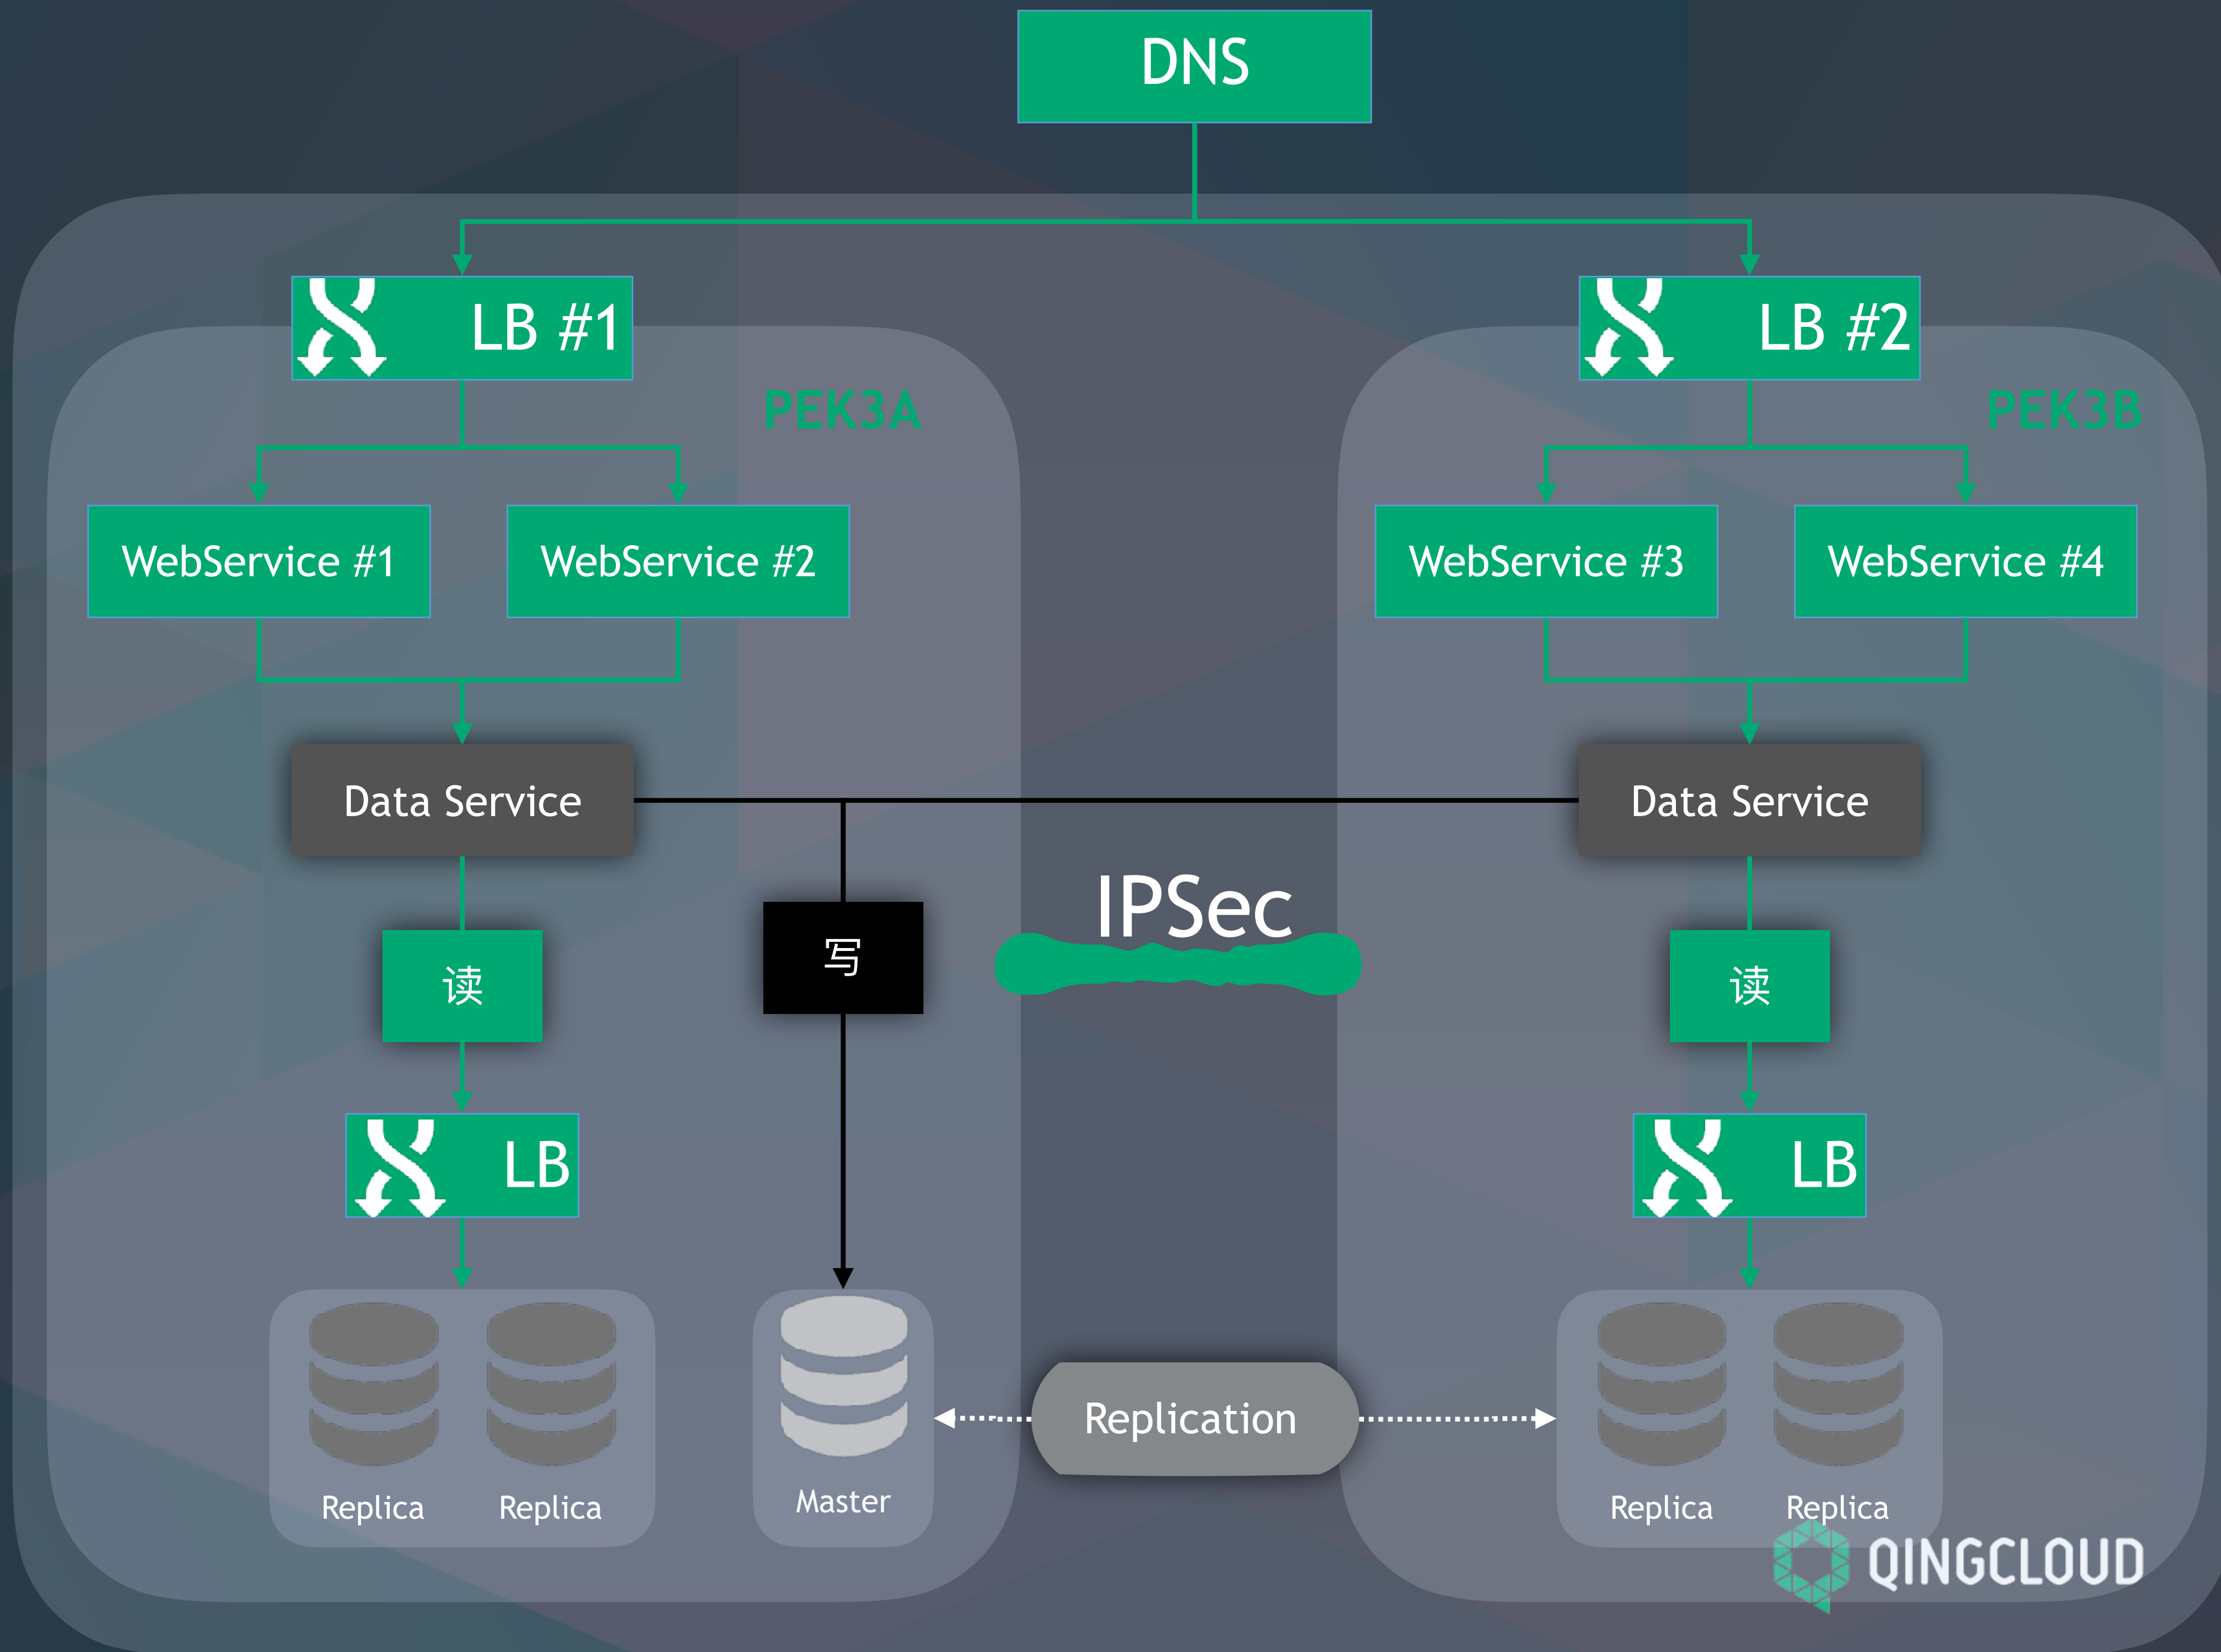 DNS
LB #1
LB #2
PEK3A
PEK3B
WebService #1
WebService #2
WebService #3
WebService #4
Data Service
Data Service
IPSec
读
写
读
LB
LB
Replication
Replica
Replica
Master
Replica
Replica
QINGCLOUD